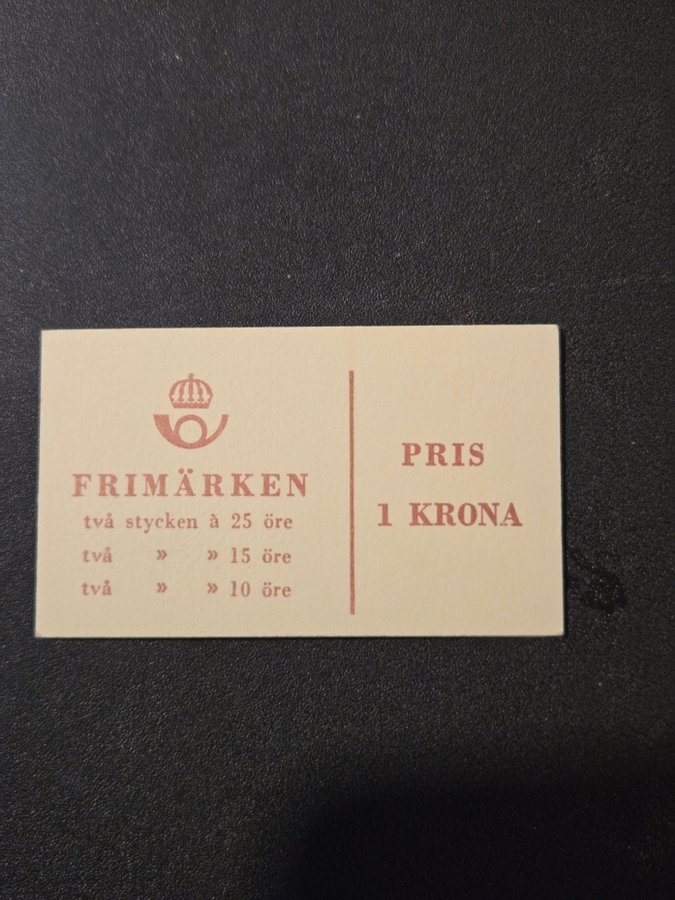 FRIMÄRKEN
två stycken à 25 öre
två » » 15 öre
två » » 10 öre
PRIS
1 KRONA